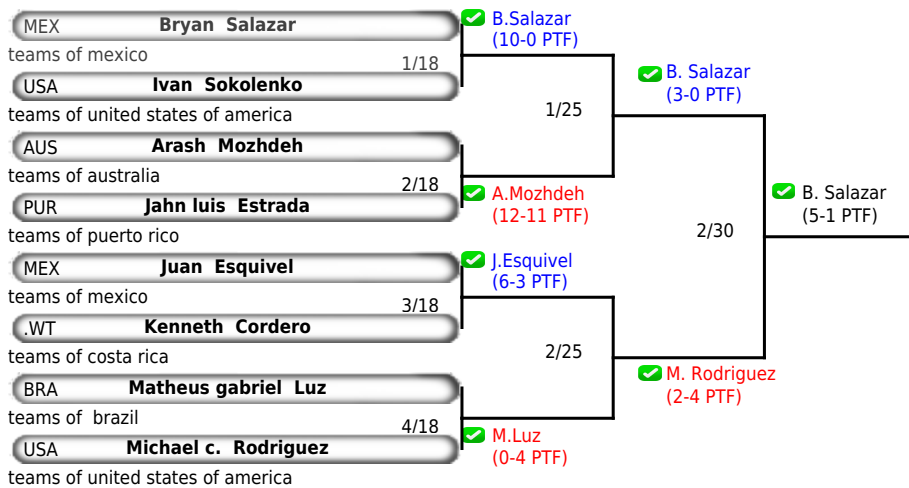 MEX Bryan Salazar
teams of mexico
1/18
USA Ivan Sokolenko
teams of united states of america
AUS Arash Mozhdeh
teams of australia
2/18
PUR Jahn luis Estrada
teams of puerto rico
MEX Juan Esquivel
teams of mexico
3/18
.WT Kenneth Cordero
teams of costa rica
BRA Matheus gabriel Luz
teams of brazil
4/18
USA Michael c. Rodriguez
teams of united states of america
B.Salazar
(10-0 PTF)
1/25
A.Mozhdeh
(12-11 PTF)
J.Esquivel
(6-3 PTF)
2/25
M.Luz
(0-4 PTF)
B. Salazar
(3-0 PTF)
2/30
M. Rodriguez
(2-4 PTF)
B. Salazar
(5-1 PTF)